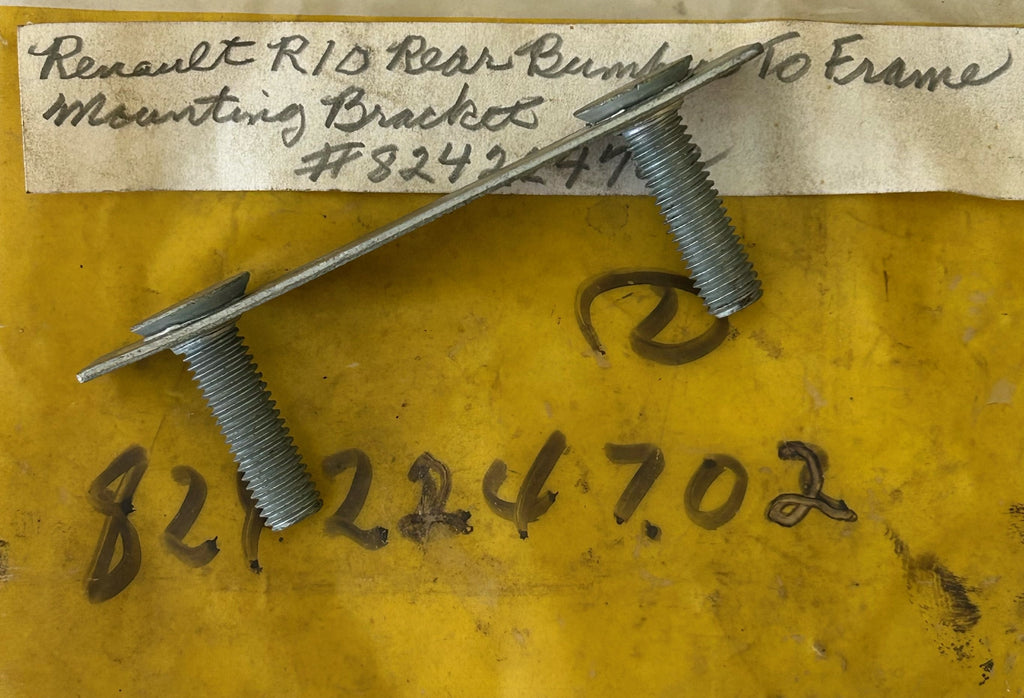 Renault R10 Rear Bumper To Frame
Mounting Bracket
#8242247
2
8242247.02